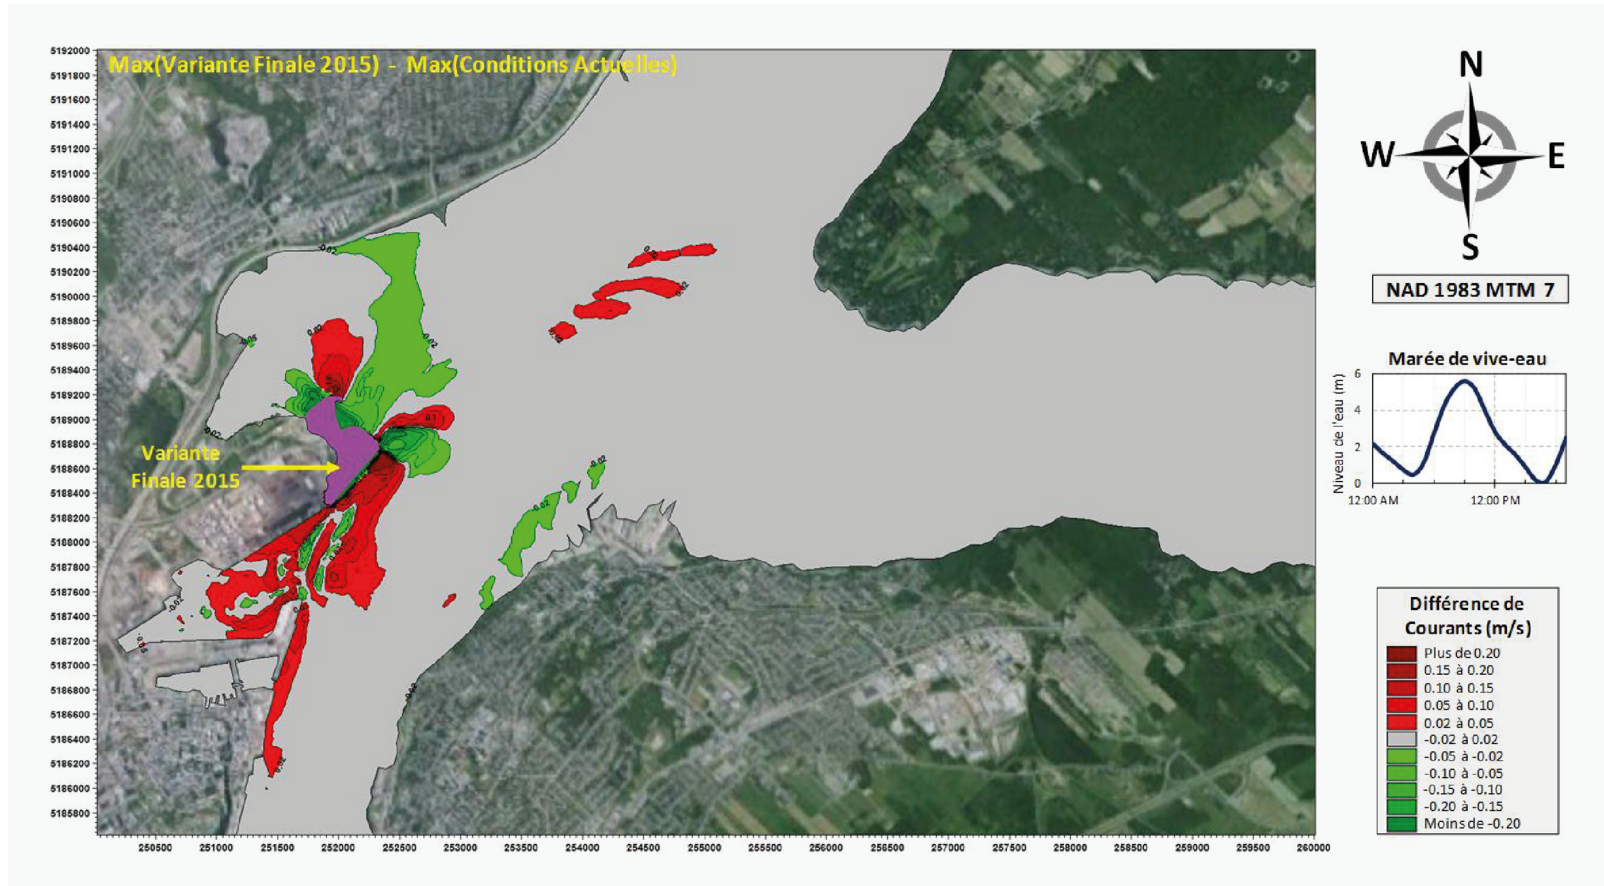 Max(Variante Finale 2015) - Max(Conditions Actuelles)
5192000
5191800
5191600
5191400
5191200
5191000
5190800
5190600
5190400
5190200
5190000
5189800
5189600
5189400
5189200
5189000
5188800
5188600
5188400
5188200
5188000
5187800
5187600
5187400
5187200
5187000
5186800
5186600
5186400
5186200
5186000
5185800
250500 251000 251500 252000 252500 253000 253500 254000 254500 255000 255500 256000 256500 257000 257500 258000 258500 259000 259500 260000
Variante
Finale 2015
N
W E
S
NAD 1983 MTM 7
Marée de vive-eau
Niveau de l'eau (m)
6
4
2
0
12:00 AM 12:00 PM
Différence de
Courants (m/s)
Plus de 0.20
0.15 à 0.20
0.10 à 0.15
0.05 à 0.10
0.02 à 0.05
-0.02 à 0.02
-0.05 à -0.02
-0.10 à -0.05
-0.15 à -0.10
-0.20 à -0.15
Moins de -0.20